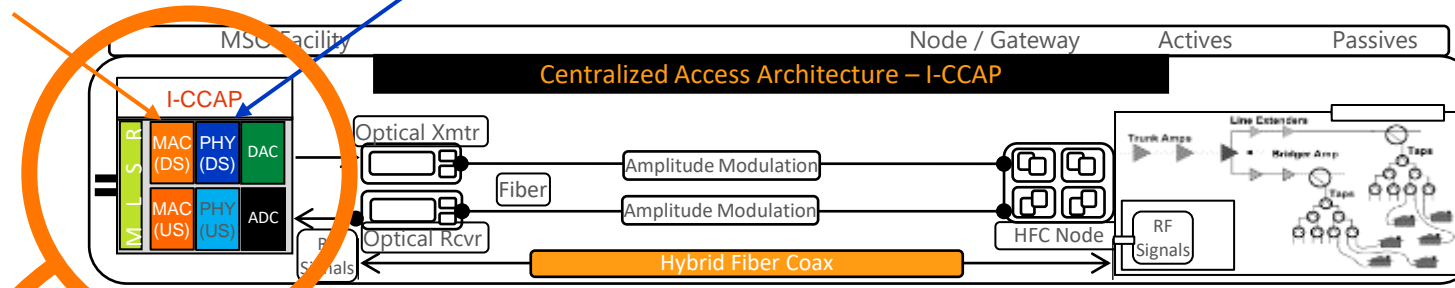 MSO Facility
Node / Gateway
Actives
Passives
Centralized Access Architecture – I-CCAP
I-CCAP
M L S R
MAC
(DS)
PHY
(DS)
DAC
MAC
(US)
PHY
(US)
ADC
Optical Xmtr
Optical Rcvr
Signals
Fiber
Amplitude Modulation
Amplitude Modulation
Hybrid Fiber Coax
HFC Node
RF
Signals
Trunk Amps
Line Extenders
Bridger Amp
Taps
Taps